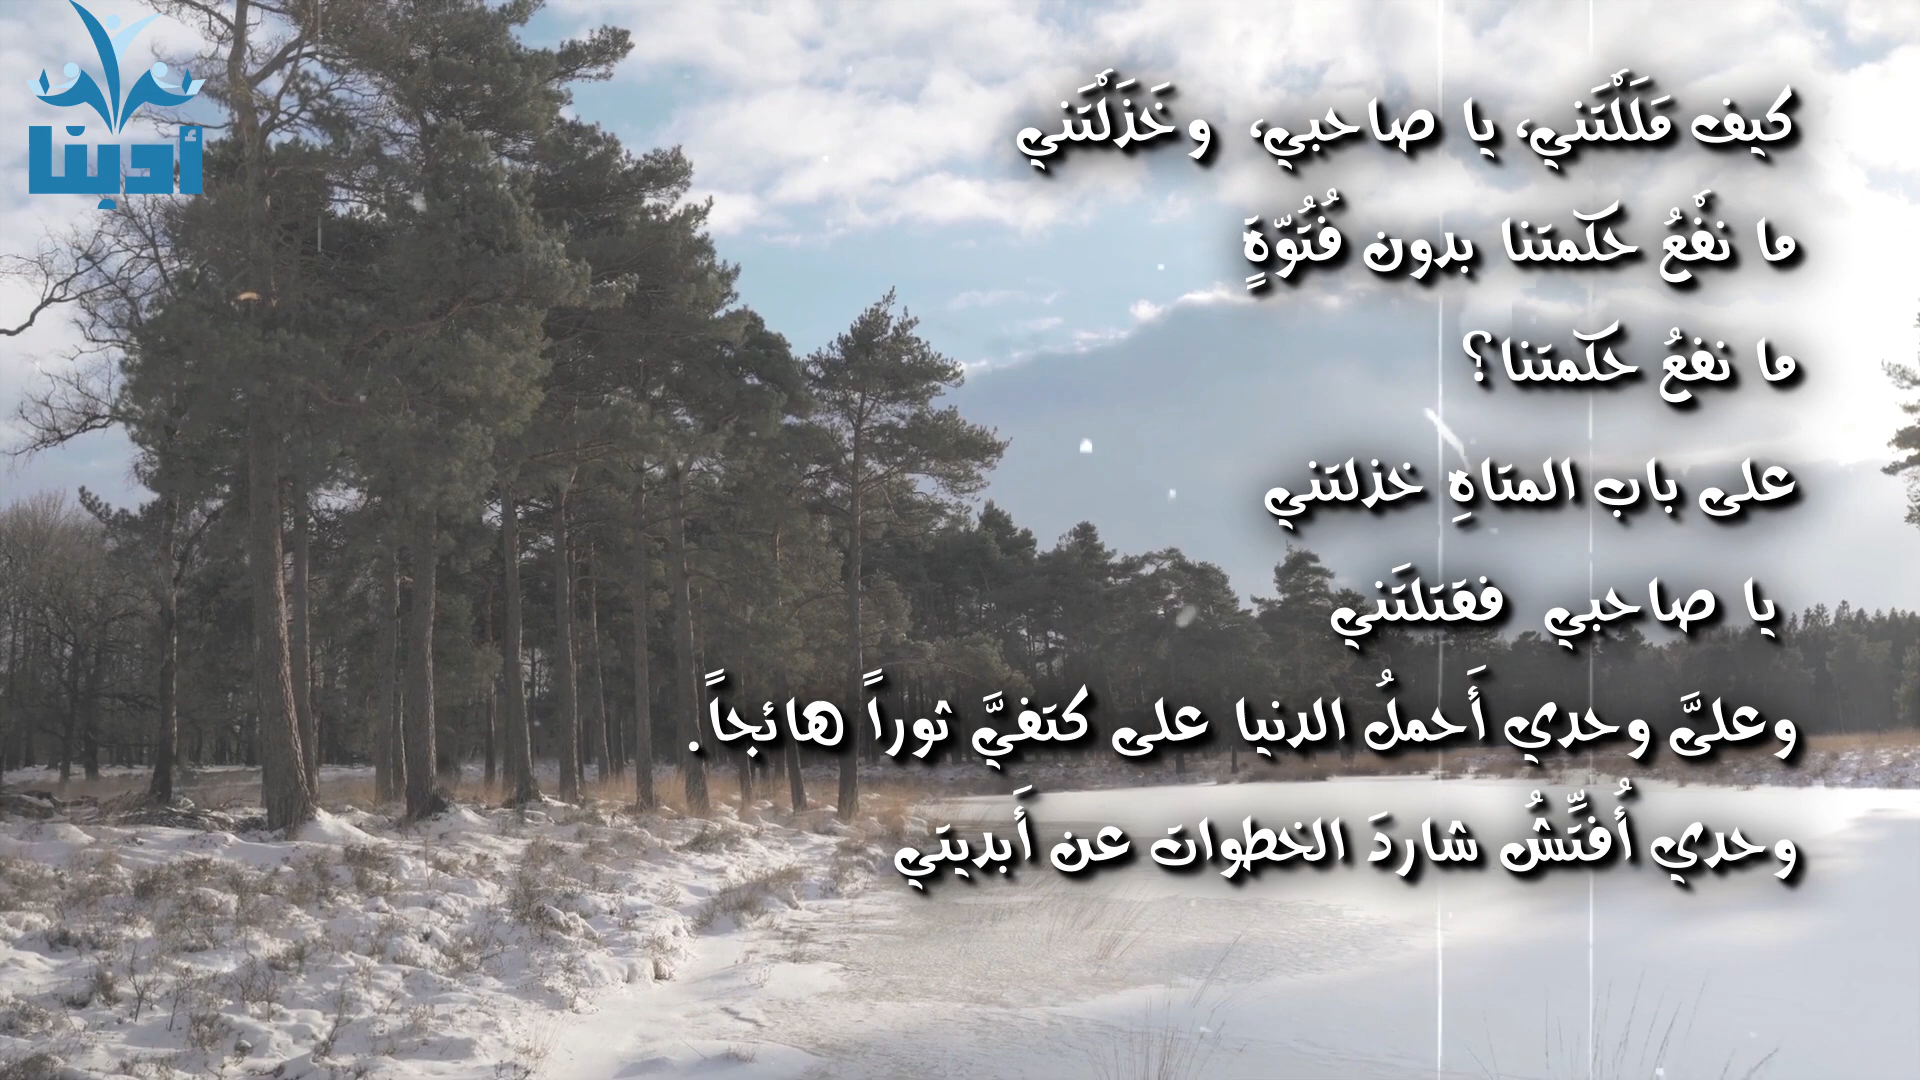 أدبنا
كيف مَلَلْتَني، يا صاحبي، وخَذَلْتَني
ما نفْعُ حكمتنا بدون فُتُوّةٍ
ما نفعُ حكمتنا؟
على باب المتاهِ خذلتني
يا صاحبي فقتلتَني
وعليَّ وحدي أَحملُ الدنيا على كتفيَّ ثوراً هائجاً.
وحدي أُفتِّشُ شاردَ الخطوات عن أَبديتي